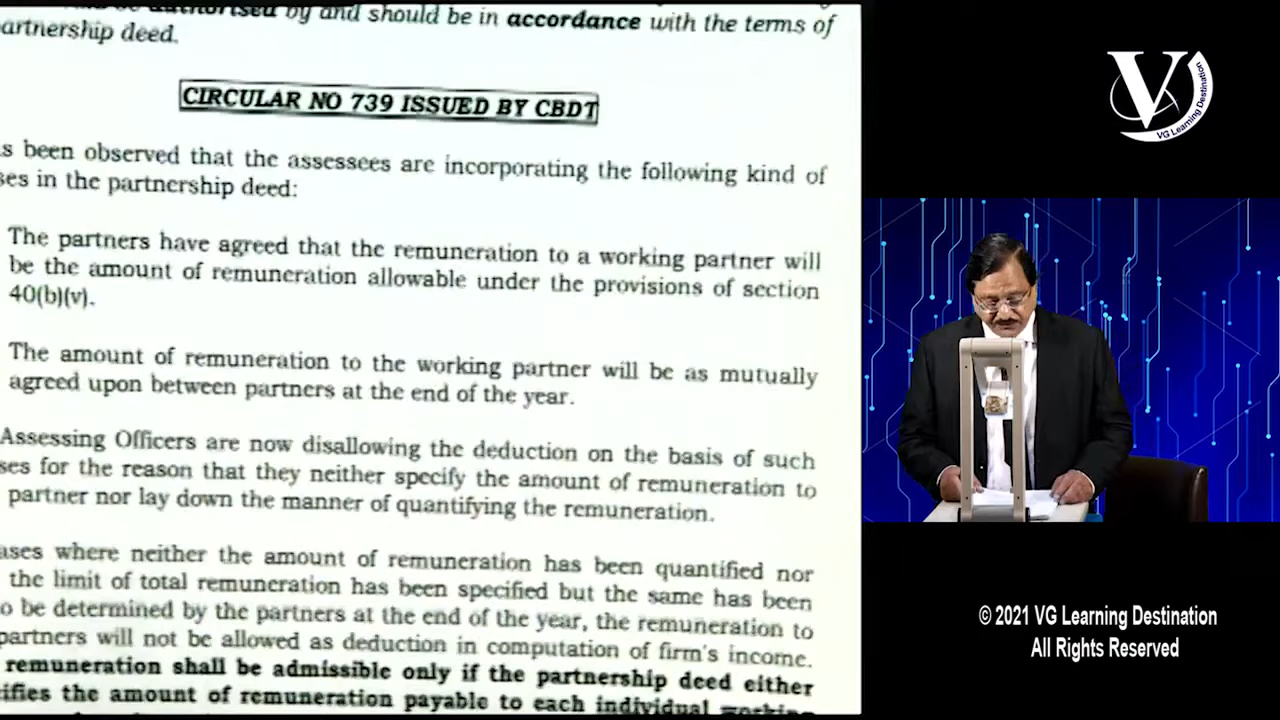 authorised by and should be in accordance with the terms of
artnership deed.
CIRCULAR NO 739 ISSUED BY CBDT
s been observed that the assessees are incorporating the following kind of
ses in the partnership deed:
The partners have agreed that the remuneration to a working partner will
be the amount of remuneration allowable under the provisions of section
40(b)(v).
The amount of remuneration to the working partner will be as mutually
agreed upon between partners at the end of the year.
Assessing Officers are now disallowing the deduction on the basis of such
ses for the reason that they neither specify the amount of remuneration to
partner nor lay down the manner of quantifying the remuneration.
ases where neither the amount of remuneration has been quantified nor
the limit of total remuneration has been specified but the same has been
o be determined by the partners at the end of the year, the remuneration to
partners will not be allowed as deduction in computation of firm's income.
remuneration shall be admissible only if the partnership deed either
cifies the amount of remuneration payable to each individual working
V
VG Learning Destination
© 2021 VG Learning Destination
All Rights Reserved